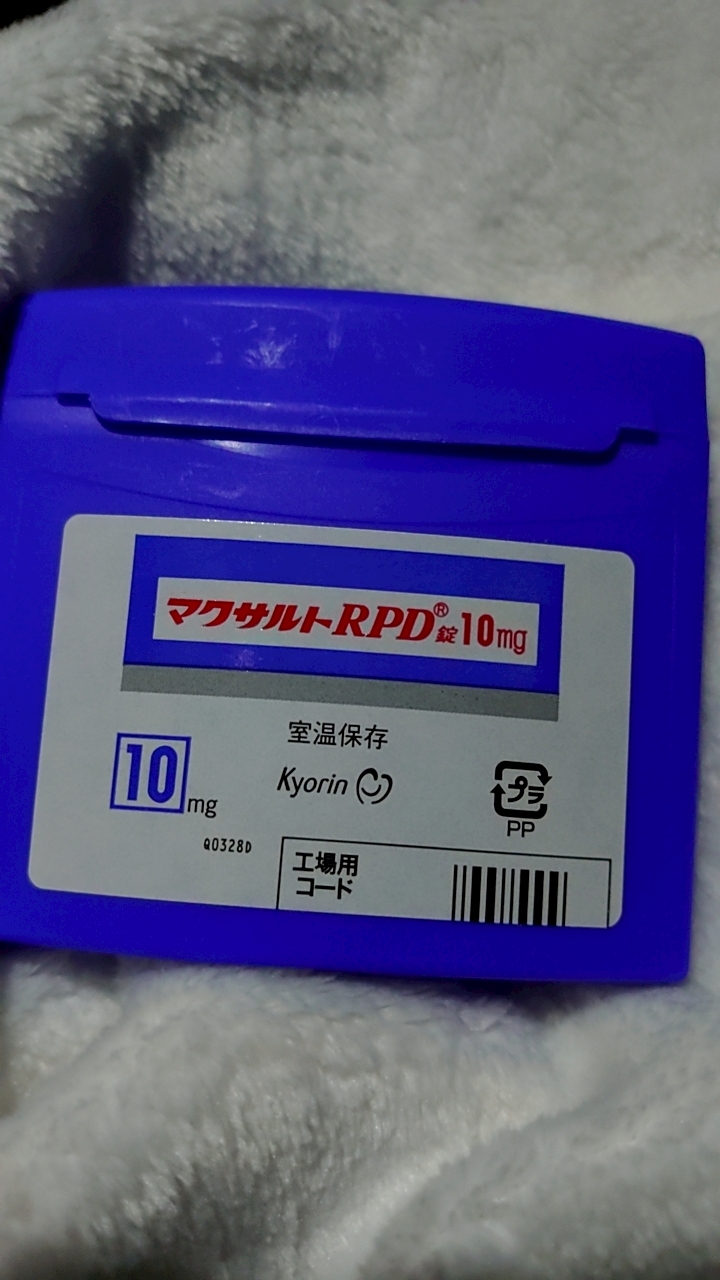 マクサルトRPD®錠10mg
室温保存
10mg
Kyorin
プラ
PP
Q0328D
工場用
コード